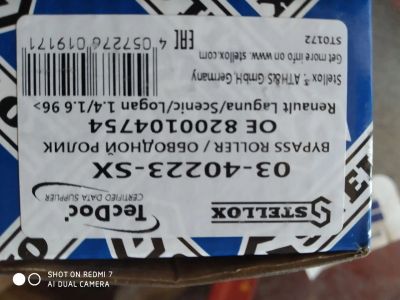 STELLOX
TecDoc
CERTIFIED DATA SUPPLIER
03-40223-SX
BYPASS ROLLER / ОБВОДНОЙ РОЛИК
OE 8200104754
Renault Laguna/Scenic/Logan 1.4/1.6 96>
Stellox ATH&S GmbH, Germany
Get more info on www.stellox.com
ST0172
EAC
4 057276 019171
SHOT ON REDMI 7
AI DUAL CAMERA